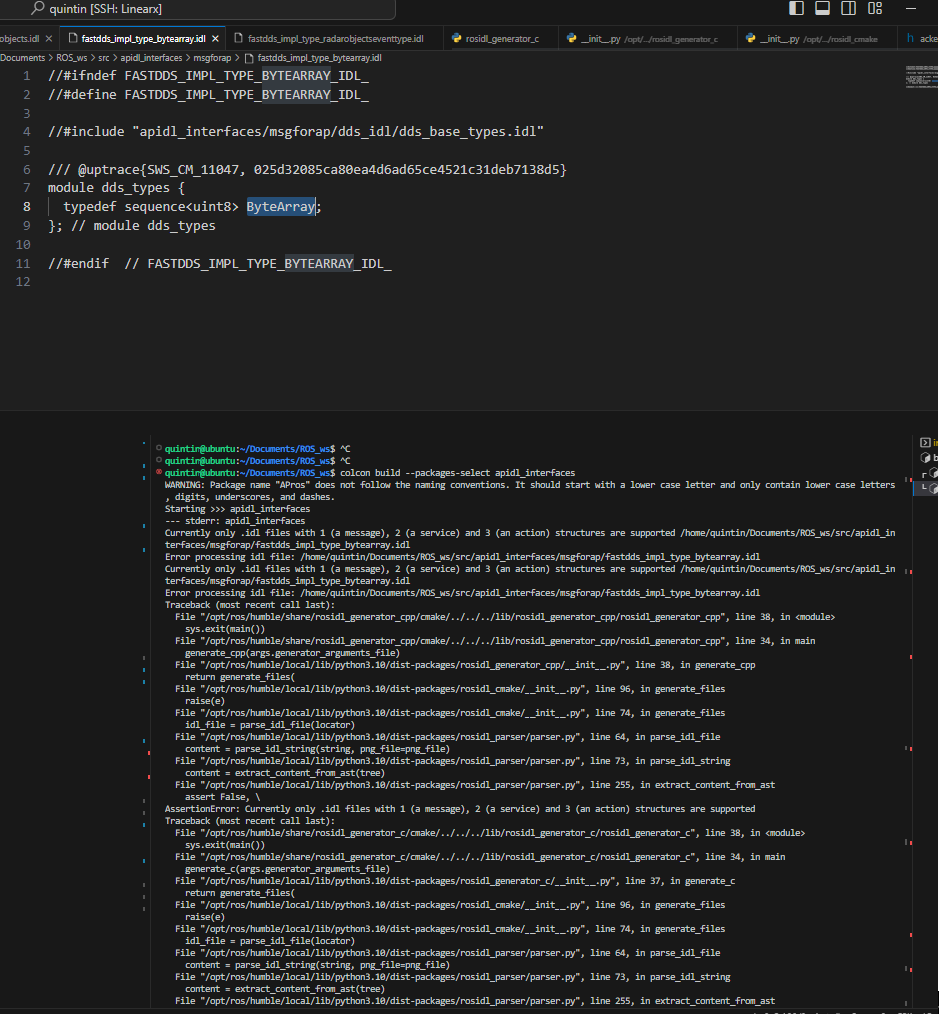 quintin [SSH: Linearx]
objects.idl × fastdds_impl_type_bytearray.idl × fastdds_impl_type_radarobjectseventtype.idl rosidl_generator_c __init__.py /opt/.../rosidl_generator_c __init__.py /opt/.../rosidl_cmake h acke
Documents > ROS_ws > src > apidl_interfaces > msgforap > fastdds_impl_type_bytearray.idl
1 //#ifndef FASTDDS_IMPL_TYPE_BYTEARRAY_IDL_
2 //#define FASTDDS_IMPL_TYPE_BYTEARRAY_IDL_
3
4 //#include "apidl_interfaces/msgforap/dds_idl/dds_base_types.idl"
5
6 /// @uptrace{SWS_CM_11047, 025d32085ca80ea4d6ad65ce4521c31deb7138d5}
7 module dds_types {
8 typedef sequence<uint8> ByteArray;
9 }; // module dds_types
10
11 //#endif // FASTDDS_IMPL_TYPE_BYTEARRAY_IDL_
12
quintin@ubuntu:~/Documents/ROS_ws$ ^C
quintin@ubuntu:~/Documents/ROS_ws$ ^C
quintin@ubuntu:~/Documents/ROS_ws$ colcon build --packages-select apidl_interfaces
WARNING: Package name "APros" does not follow the naming conventions. It should start with a lower case letter and only contain lower case letters
, digits, underscores, and dashes.
Starting >>> apidl_interfaces
--- stderr: apidl_interfaces
Currently only .idl files with 1 (a message), 2 (a service) and 3 (an action) structures are supported /home/quintin/Documents/ROS_ws/src/apidl_in
terfaces/msgforap/fastdds_impl_type_bytearray.idl
Error processing idl file: /home/quintin/Documents/ROS_ws/src/apidl_interfaces/msgforap/fastdds_impl_type_bytearray.idl
Currently only .idl files with 1 (a message), 2 (a service) and 3 (an action) structures are supported /home/quintin/Documents/ROS_ws/src/apidl_in
terfaces/msgforap/fastdds_impl_type_bytearray.idl
Error processing idl file: /home/quintin/Documents/ROS_ws/src/apidl_interfaces/msgforap/fastdds_impl_type_bytearray.idl
Traceback (most recent call last):
File "/opt/ros/humble/share/rosidl_generator_cpp/cmake/../../../lib/rosidl_generator_cpp/rosidl_generator_cpp", line 38, in <module>
sys.exit(main())
File "/opt/ros/humble/share/rosidl_generator_cpp/cmake/../../../lib/rosidl_generator_cpp/rosidl_generator_cpp", line 34, in main
generate_cpp(args.generator_arguments_file)
File "/opt/ros/humble/local/lib/python3.10/dist-packages/rosidl_generator_cpp/__init__.py", line 38, in generate_cpp
return generate_files(
File "/opt/ros/humble/local/lib/python3.10/dist-packages/rosidl_cmake/__init__.py", line 96, in generate_files
raise(e)
File "/opt/ros/humble/local/lib/python3.10/dist-packages/rosidl_cmake/__init__.py", line 74, in generate_files
idl_file = parse_idl_file(locator)
File "/opt/ros/humble/local/lib/python3.10/dist-packages/rosidl_parser/parser.py", line 64, in parse_idl_file
content = parse_idl_string(string, png_file=png_file)
File "/opt/ros/humble/local/lib/python3.10/dist-packages/rosidl_parser/parser.py", line 73, in parse_idl_string
content = extract_content_from_ast(tree)
File "/opt/ros/humble/local/lib/python3.10/dist-packages/rosidl_parser/parser.py", line 255, in extract_content_from_ast
assert False, \
AssertionError: Currently only .idl files with 1 (a message), 2 (a service) and 3 (an action) structures are supported
Traceback (most recent call last):
File "/opt/ros/humble/share/rosidl_generator_c/cmake/../../../lib/rosidl_generator_c/rosidl_generator_c", line 38, in <module>
sys.exit(main())
File "/opt/ros/humble/share/rosidl_generator_c/cmake/../../../lib/rosidl_generator_c/rosidl_generator_c", line 34, in main
generate_c(args.generator_arguments_file)
File "/opt/ros/humble/local/lib/python3.10/dist-packages/rosidl_generator_c/__init__.py", line 37, in generate_c
return generate_files(
File "/opt/ros/humble/local/lib/python3.10/dist-packages/rosidl_cmake/__init__.py", line 96, in generate_files
raise(e)
File "/opt/ros/humble/local/lib/python3.10/dist-packages/rosidl_cmake/__init__.py", line 74, in generate_files
idl_file = parse_idl_file(locator)
File "/opt/ros/humble/local/lib/python3.10/dist-packages/rosidl_parser/parser.py", line 64, in parse_idl_file
content = parse_idl_string(string, png_file=png_file)
File "/opt/ros/humble/local/lib/python3.10/dist-packages/rosidl_parser/parser.py", line 73, in parse_idl_string
content = extract_content_from_ast(tree)
File "/opt/ros/humble/local/lib/python3.10/dist-packages/rosidl_parser/parser.py", line 255, in extract_content_from_ast